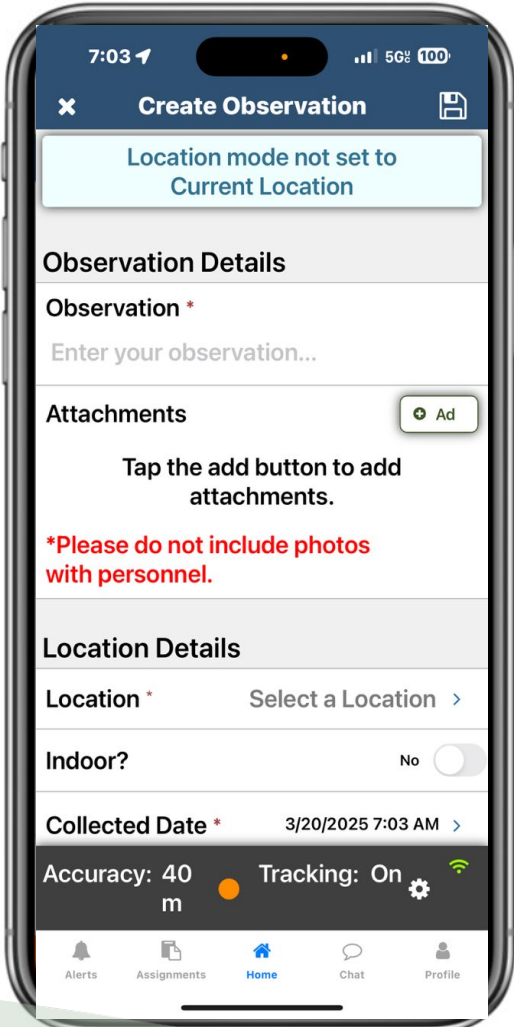 7:03 5G 100
Create Observation
Location mode not set to
Current Location
Observation Details
Observation *
Enter your observation...
Attachments Ad
Tap the add button to add
attachments.
*Please do not include photos
with personnel.
Location Details
Location * Select a Location
Indoor? No
Collected Date * 3/20/2025 7:03 AM
Accuracy: 40 Tracking: On
m
Alerts Assignments Home Chat Profile